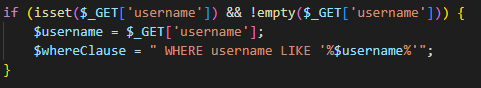 if (isset($_GET['username']) && !empty($_GET['username'])) {
    $username = $_GET['username'];
    $whereClause = " WHERE username LIKE '%$username%'";
}